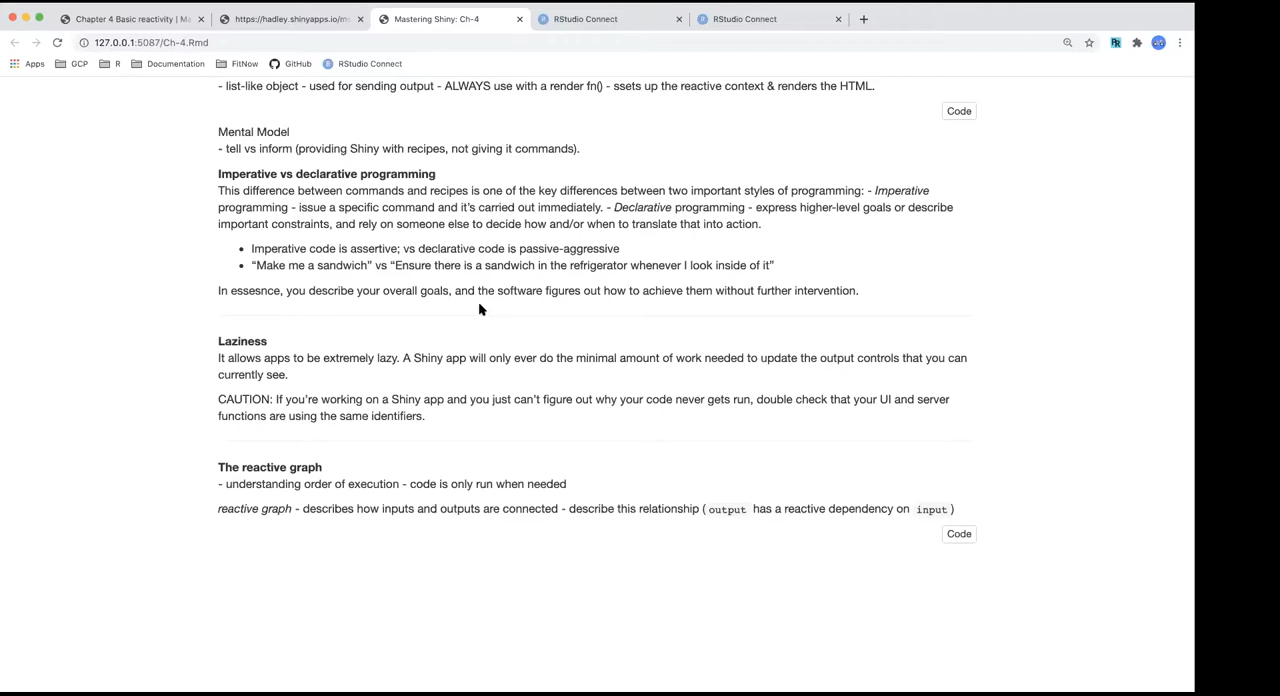 Chapter 4 Basic reactivity | Ma
https://hadley.shinyapps.io/ms
Mastering Shiny: Ch-4
RStudio Connect
RStudio Connect
127.0.0.1:5087/Ch-4.Rmd
Apps GCP R Documentation FitNow GitHub RStudio Connect
- list-like object - used for sending output - ALWAYS use with a render fn() - ssets up the reactive context & renders the HTML.
Code
Mental Model
- tell vs inform (providing Shiny with recipes, not giving it commands).
Imperative vs declarative programming
This difference between commands and recipes is one of the key differences between two important styles of programming: - Imperative
programming - issue a specific command and it's carried out immediately. - Declarative programming - express higher-level goals or describe
important constraints, and rely on someone else to decide how and/or when to translate that into action.
• Imperative code is assertive; vs declarative code is passive-aggressive
• “Make me a sandwich” vs “Ensure there is a sandwich in the refrigerator whenever I look inside of it”
In essesnce, you describe your overall goals, and the software figures out how to achieve them without further intervention.
Laziness
It allows apps to be extremely lazy. A Shiny app will only ever do the minimal amount of work needed to update the output controls that you can
currently see.
CAUTION: If you're working on a Shiny app and you just can't figure out why your code never gets run, double check that your UI and server
functions are using the same identifiers.
The reactive graph
- understanding order of execution - code is only run when needed
reactive graph - describes how inputs and outputs are connected - describe this relationship ( output has a reactive dependency on input )
Code